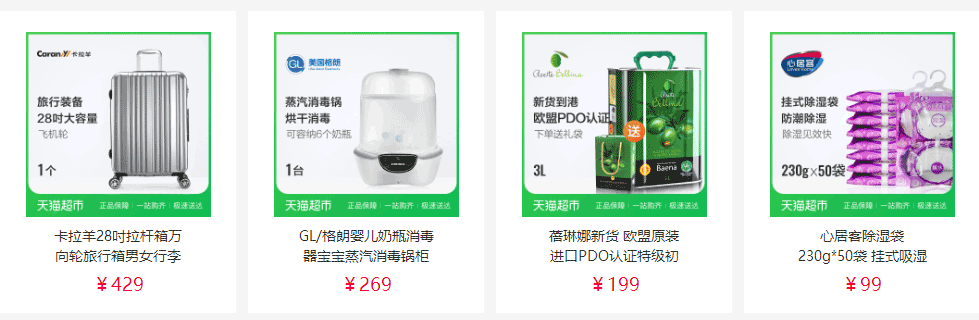 Caran 卡拉羊
旅行装备
28吋大容量
飞机轮
1个
天猫超市 正品保障 一站购齐 极速送达
卡拉羊28吋拉杆箱万
向轮旅行箱男女行李
¥429
GL 美国格朗
蒸汽消毒锅
烘干消毒
可容纳6个奶瓶
1台
天猫超市 正品保障 一站购齐 极速送达
GL/格朗婴儿奶瓶消毒
器宝宝蒸汽消毒锅柜
¥269
新货到港
欧盟PDO认证
下单送礼袋
送
Baena
3L
天猫超市 正品保障 一站购齐 极速送达
蓓琳娜新货 欧盟原装
进口PDO认证特级初
¥199
心居客
挂式除湿袋
防潮除湿
除湿见效快
230g×50袋
天猫超市 正品保障 一站购齐 极速送达
心居客除湿袋
230g*50袋 挂式吸湿
¥99